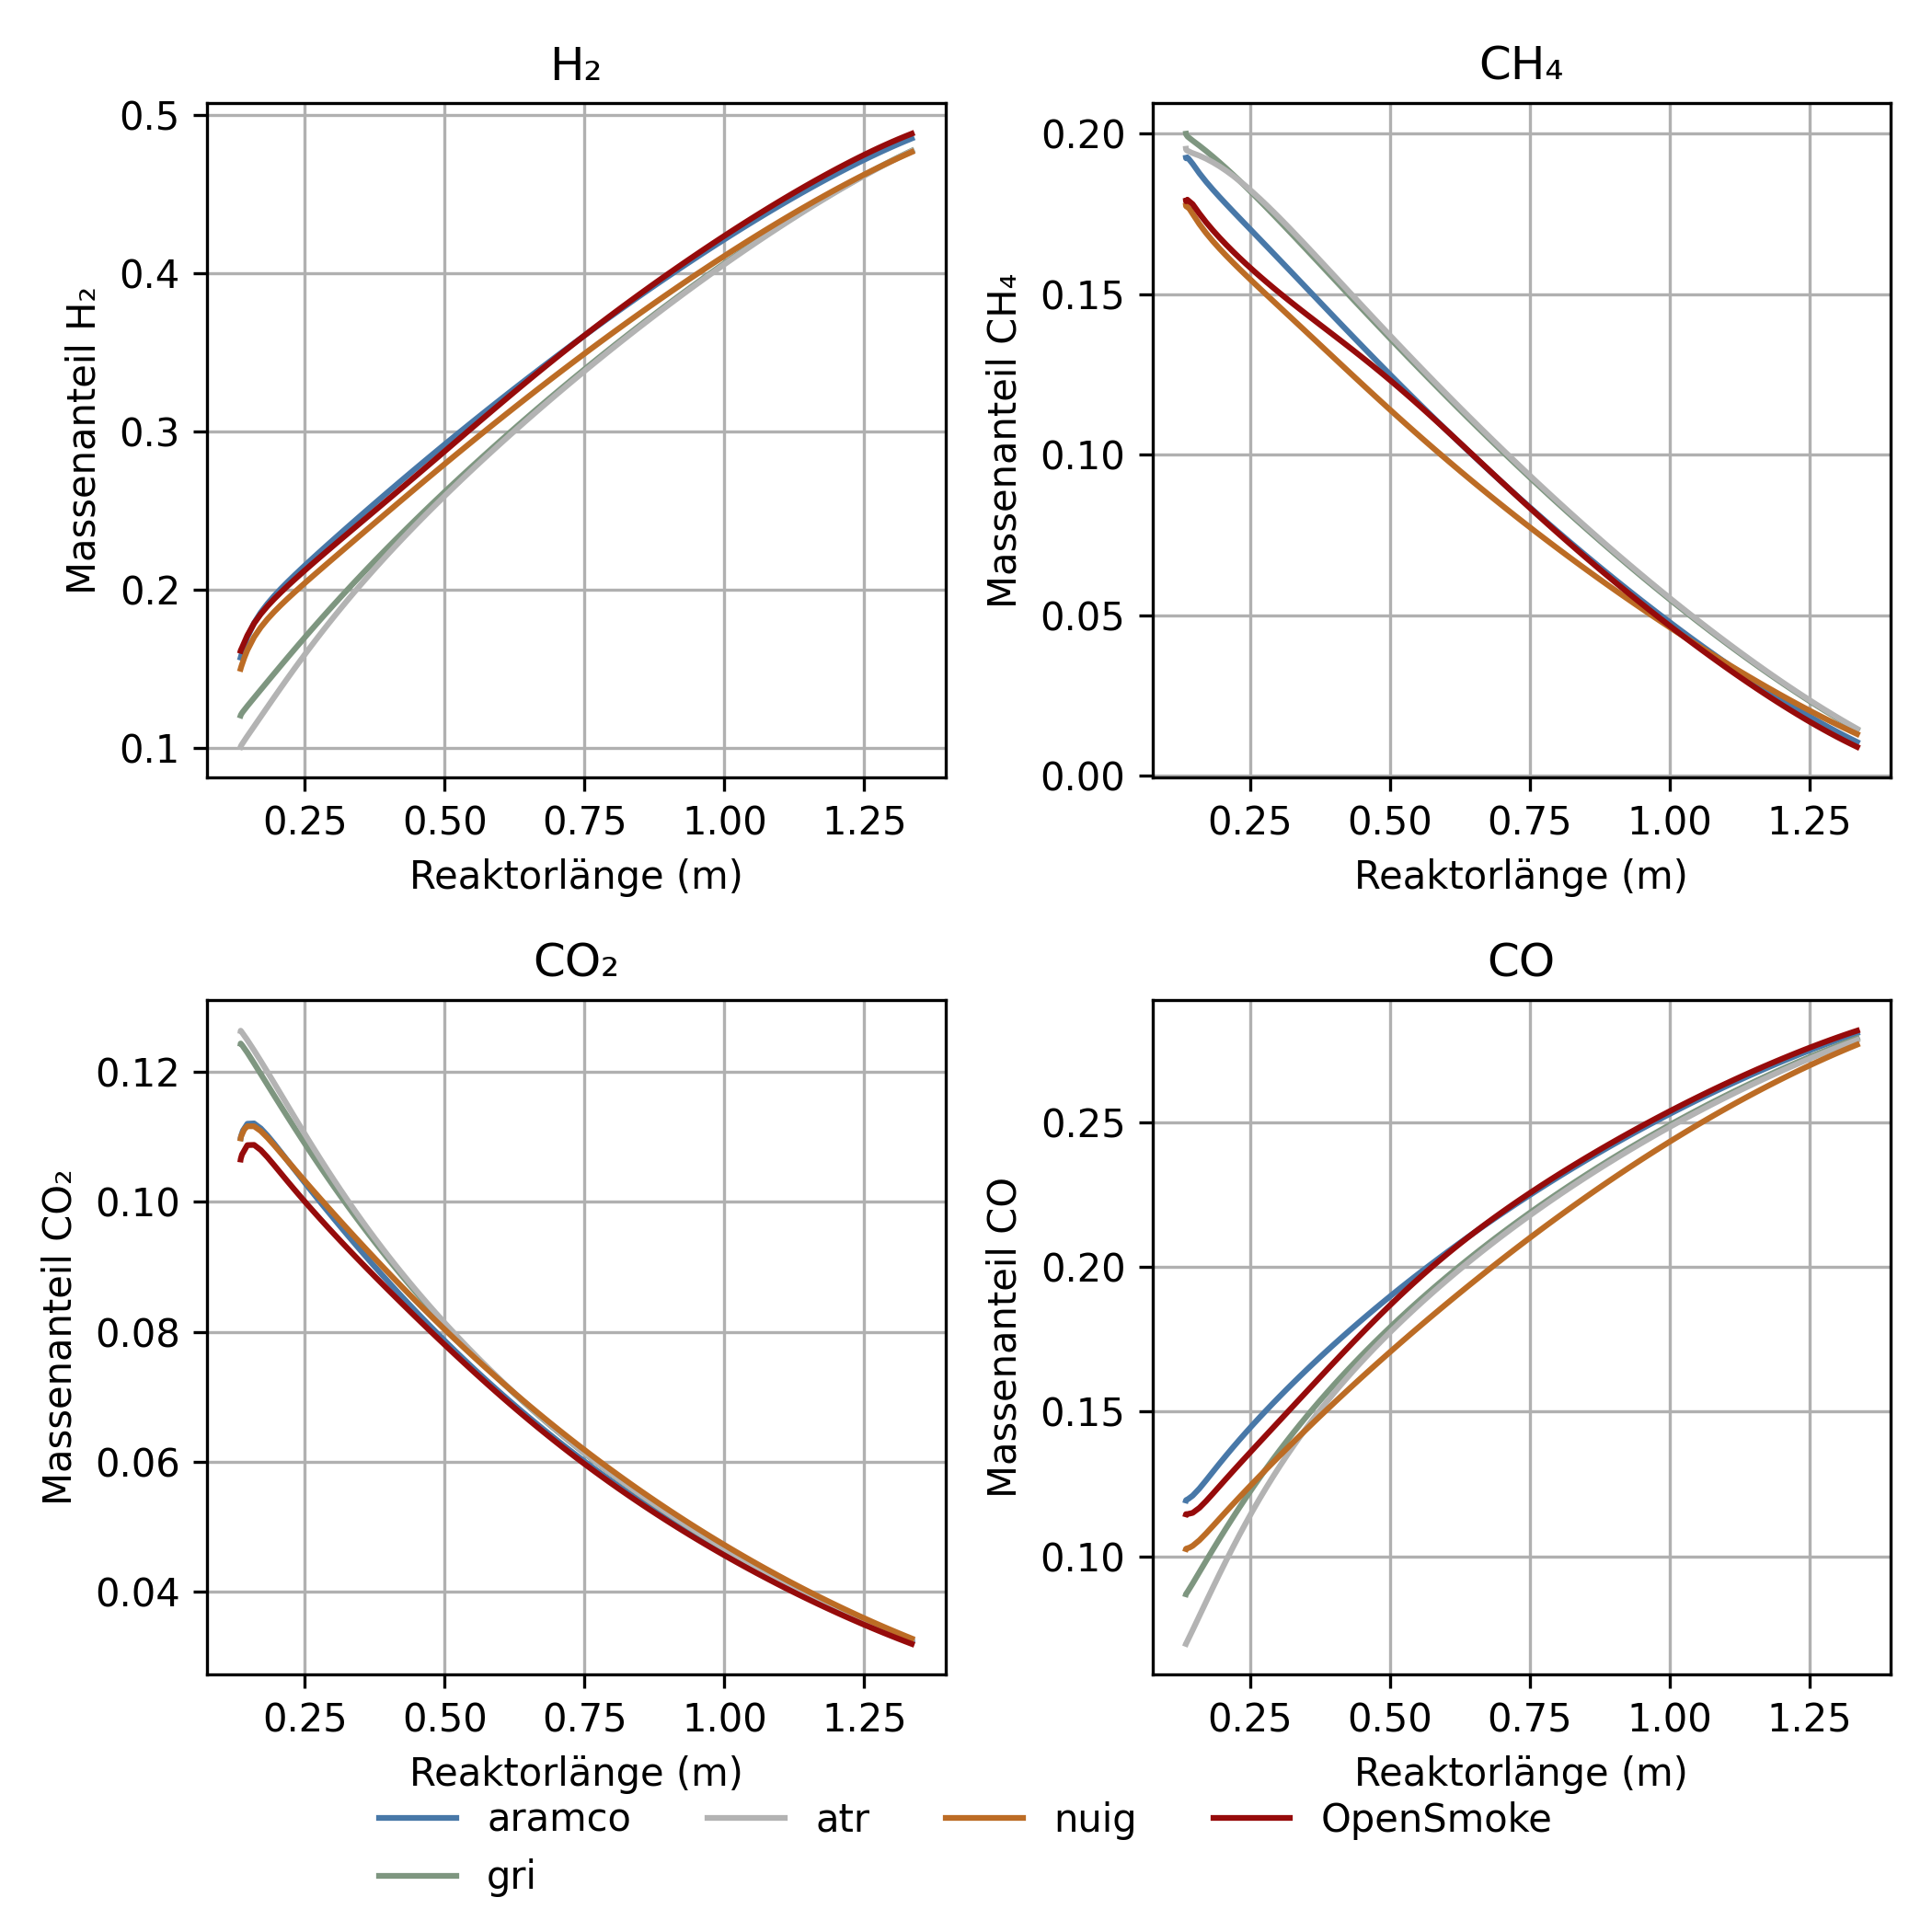 H₂
CH₄
0.5
0.4
0.3
0.2
0.1
Massenanteil H₂
0.25 0.50 0.75 1.00 1.25
Reaktorlänge (m)
0.20
0.15
0.10
0.05
0.00
Massenanteil CH₄
0.25 0.50 0.75 1.00 1.25
Reaktorlänge (m)
CO₂
CO
0.12
0.10
0.08
0.06
0.04
Massenanteil CO₂
0.25 0.50 0.75 1.00 1.25
Reaktorlänge (m)
0.25
0.20
0.15
0.10
Massenanteil CO
0.25 0.50 0.75 1.00 1.25
Reaktorlänge (m)
aramco atr nuig OpenSmoke
gri